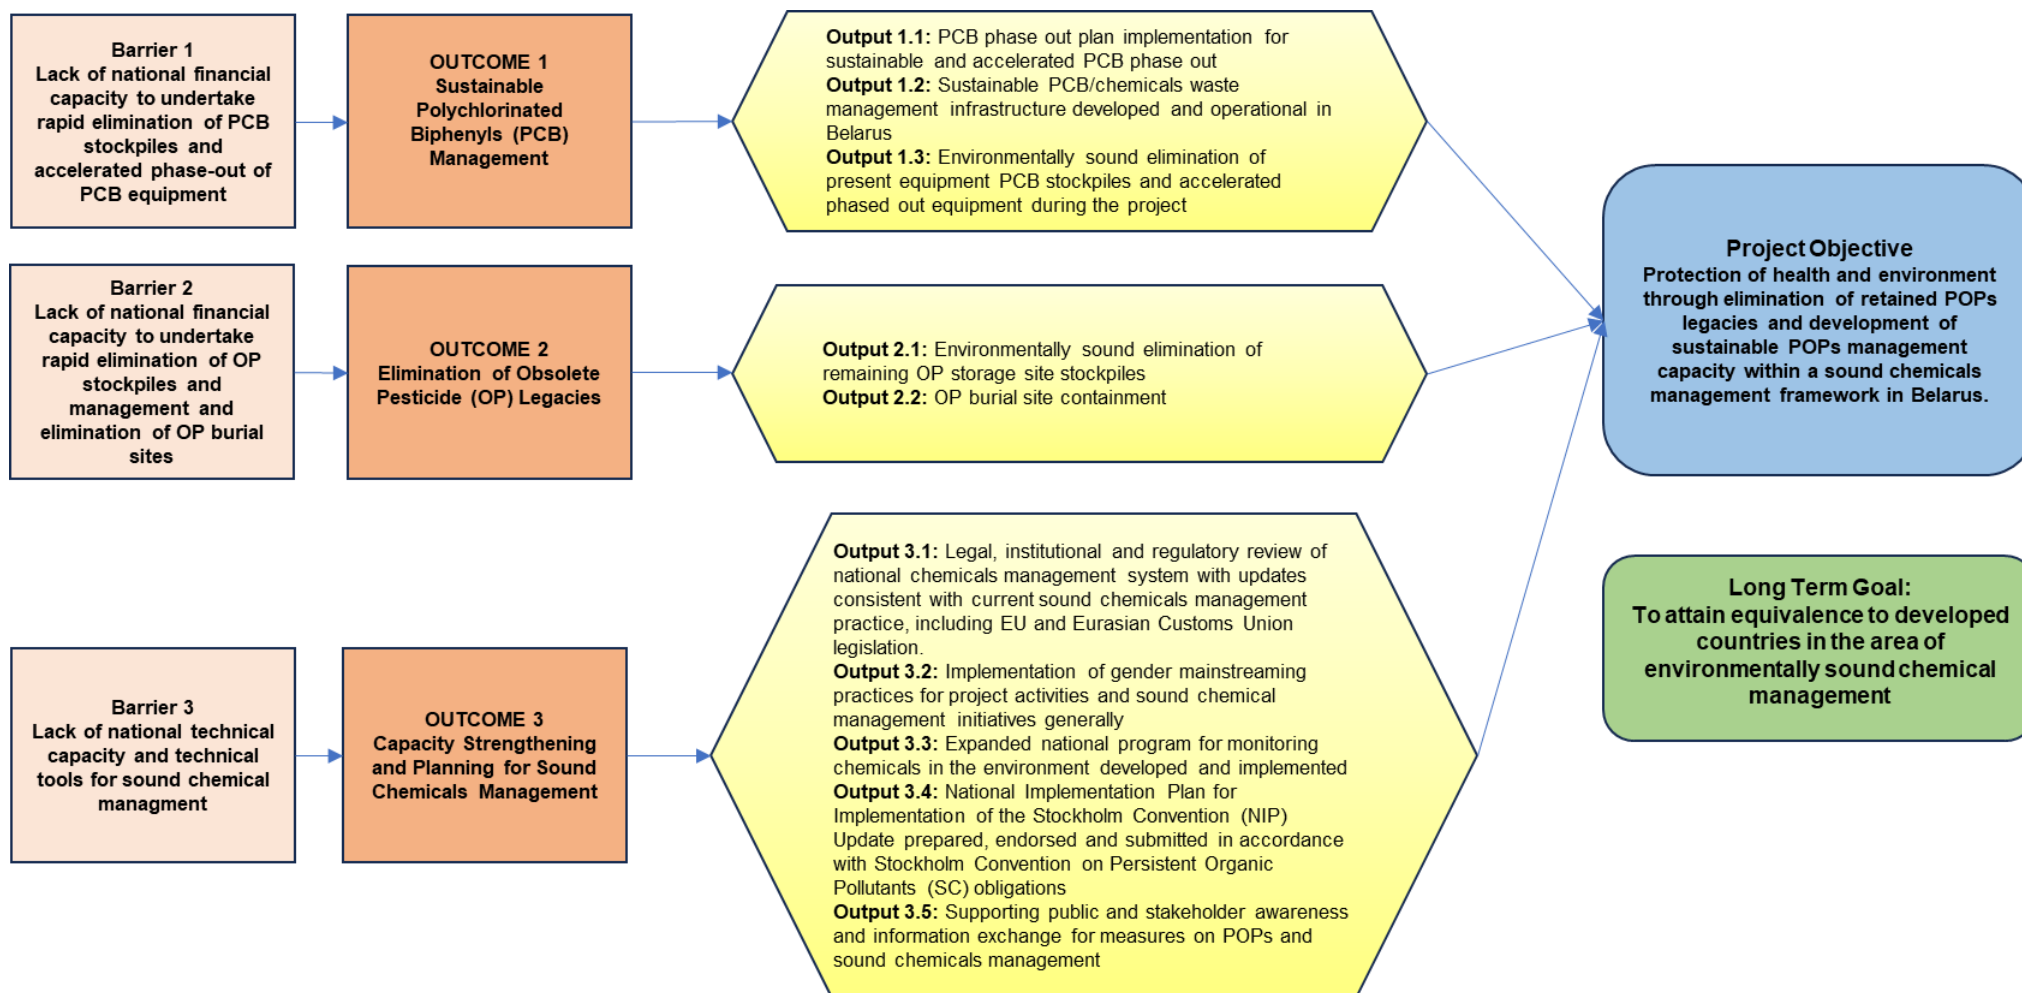 Barrier 1
Lack of national financial
capacity to undertake
rapid elimination of PCB
stockpiles and
accelerated phase-out of
PCB equipment
OUTCOME 1
Sustainable
Polychlorinated
Biphenyls (PCB)
Management
Output 1.1: PCB phase out plan implementation for
sustainable and accelerated PCB phase out
Output 1.2: Sustainable PCB/chemicals waste
management infrastructure developed and operational in
Belarus
Output 1.3: Environmentally sound elimination of
present equipment PCB stockpiles and accelerated
phased out equipment during the project
Barrier 2
Lack of national financial
capacity to undertake
rapid elimination of OP
stockpiles and
management and
elimination of OP burial
sites
OUTCOME 2
Elimination of Obsolete
Pesticide (OP) Legacies
Output 2.1: Environmentally sound elimination of
remaining OP storage site stockpiles
Output 2.2: OP burial site containment
Barrier 3
Lack of national technical
capacity and technical
tools for sound chemical
managment
OUTCOME 3
Capacity Strengthening
and Planning for Sound
Chemicals Management
Output 3.1: Legal, institutional and regulatory review of
national chemicals management system with updates
consistent with current sound chemicals management
practice, including EU and Eurasian Customs Union
legislation.
Output 3.2: Implementation of gender mainstreaming
practices for project activities and sound chemical
management initiatives generally
Output 3.3: Expanded national program for monitoring
chemicals in the environment developed and implemented
Output 3.4: National Implementation Plan for
Implementation of the Stockholm Convention (NIP)
Update prepared, endorsed and submitted in accordance
with Stockholm Convention on Persistent Organic
Pollutants (SC) obligations
Output 3.5: Supporting public and stakeholder awareness
and information exchange for measures on POPs and
sound chemicals management
Project Objective
Protection of health and environment
through elimination of retained POPs
legacies and development of
sustainable POPs management
capacity within a sound chemicals
management framework in Belarus.
Long Term Goal:
To attain equivalence to developed
countries in the area of
environmentally sound chemical
management